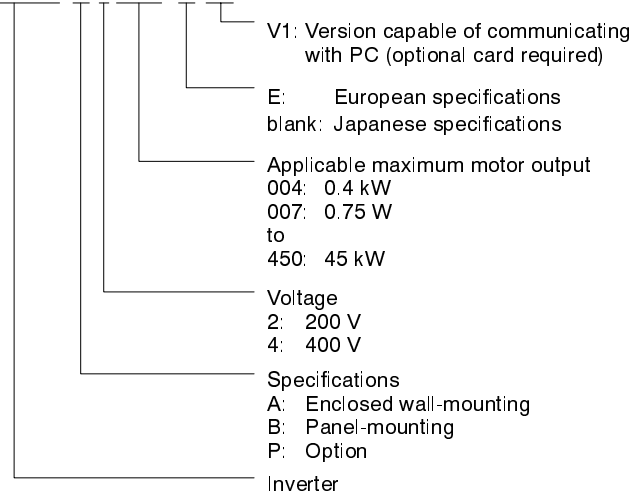 V1: Version capable of communicating
with PC (optional card required)
E: European specifications
blank: Japanese specifications
Applicable maximum motor output
004: 0.4 kW
007: 0.75 W
to
450: 45 kW
Voltage
2: 200 V
4: 400 V
Specifications
A: Enclosed wall-mounting
B: Panel-mounting
P: Option
Inverter